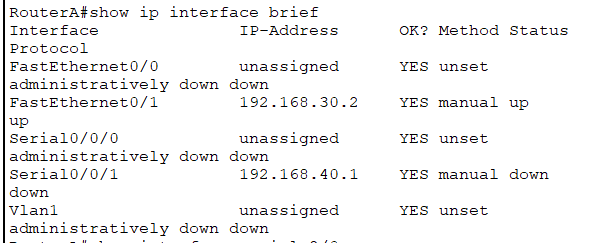 RouterA#show ip interface brief
Interface IP-Address OK? Method Status
Protocol
FastEthernet0/0 unassigned YES unset
administratively down down
FastEthernet0/1 192.168.30.2 YES manual up
up
Serial0/0/0 unassigned YES unset
administratively down down
Serial0/0/1 192.168.40.1 YES manual down
down
Vlan1 unassigned YES unset
administratively down down